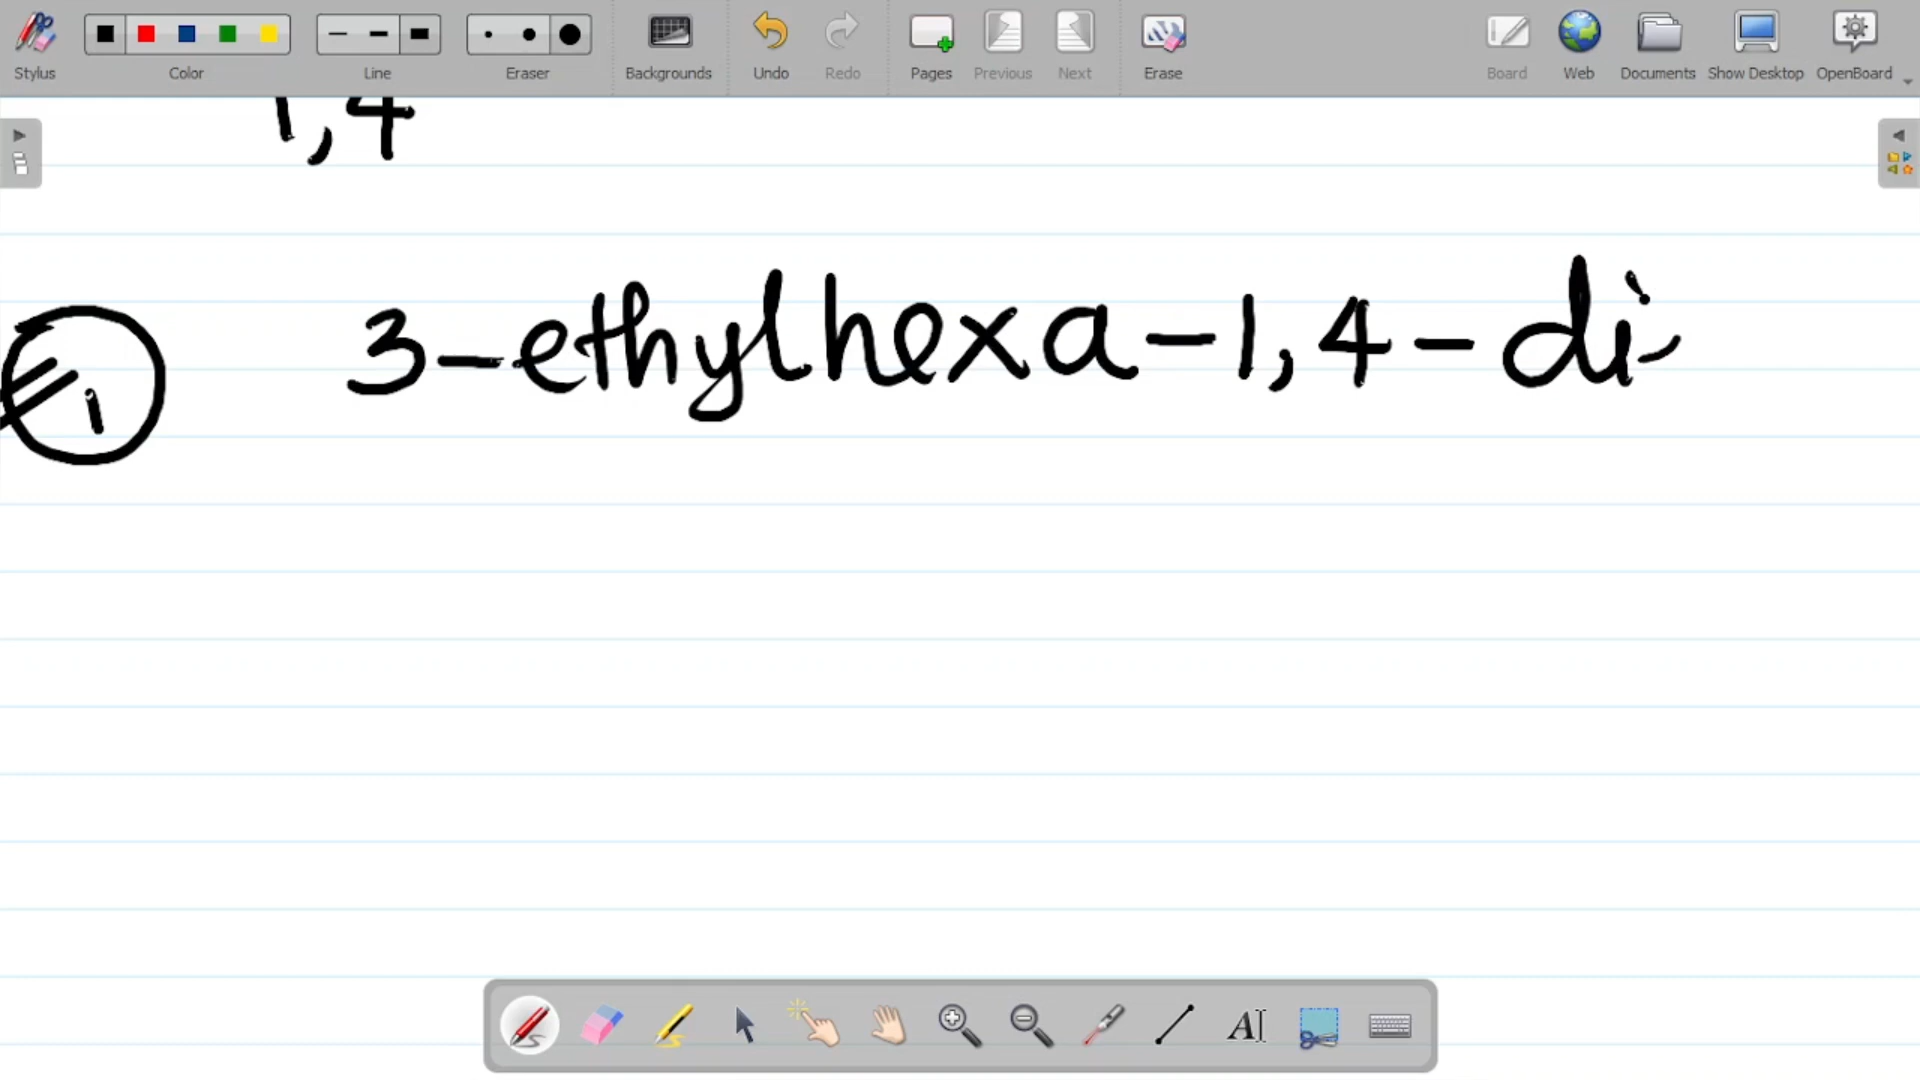 Stylus Color Line Eraser Backgrounds Undo Redo Pages Previous Next Erase Board Web Documents Show Desktop OpenBoard
1,4
3-ethylhexa-1,4-di
i